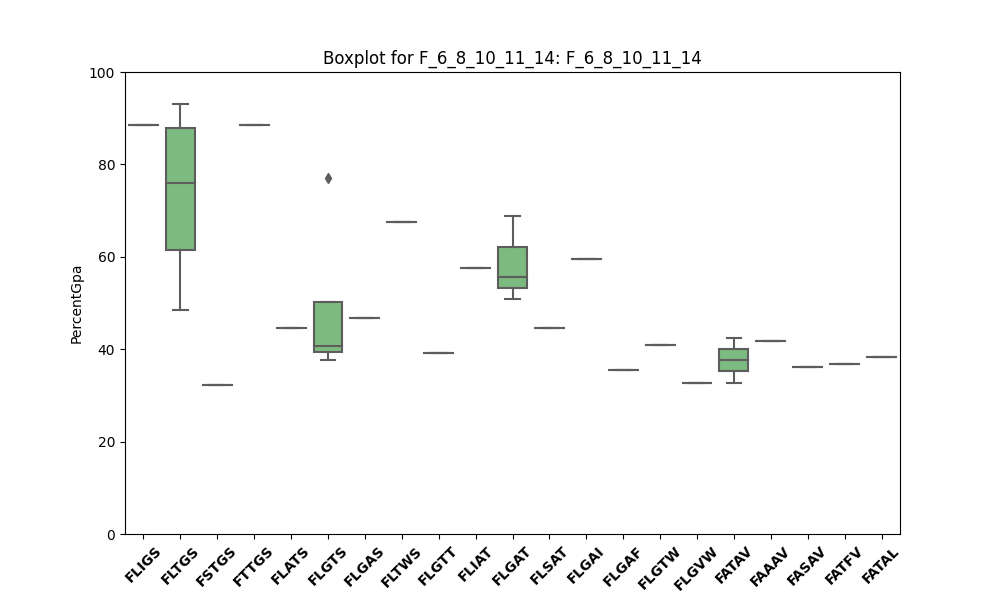 Boxplot for F_6_8_10_11_14: F_6_8_10_11_14
100
80
60
40
20
0
PercentGpa
FLIGS
FLTGS
FSTGS
FTTGS
FLATS
FLGTS
FLGAS
FLTWS
FLGTT
FLIAT
FLGAT
FLSAT
FLGAI
FLGAF
FLGTW
FLGVW
FATAV
FAAAV
FASAV
FATFV
FATAL